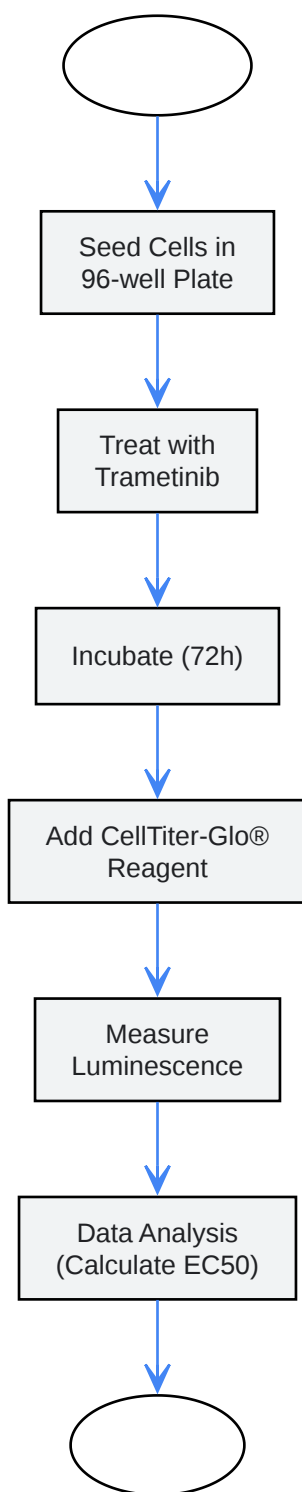 Seed Cells in
96-well Plate
Treat with
Trametinib
Incubate (72h)
Add CellTiter-Glo®
Reagent
Measure
Luminescence
Data Analysis
(Calculate EC50)